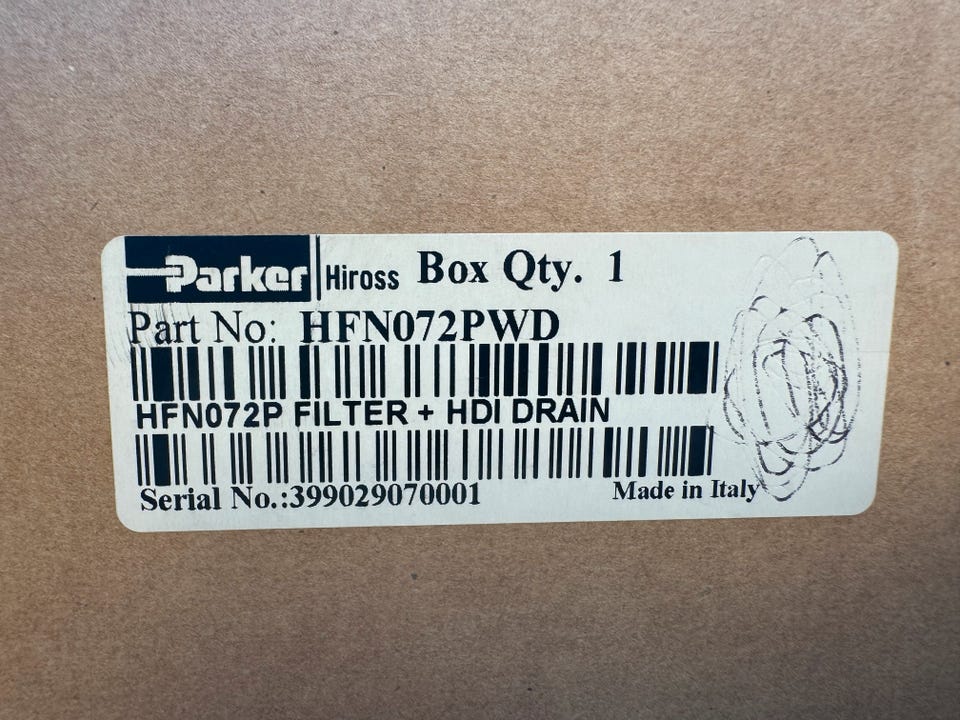 Parker Hiross Box Qty. 1
Part No: HFN072PWD
HFN072P FILTER + HDI DRAIN
Serial No.:399029070001 Made in Italy